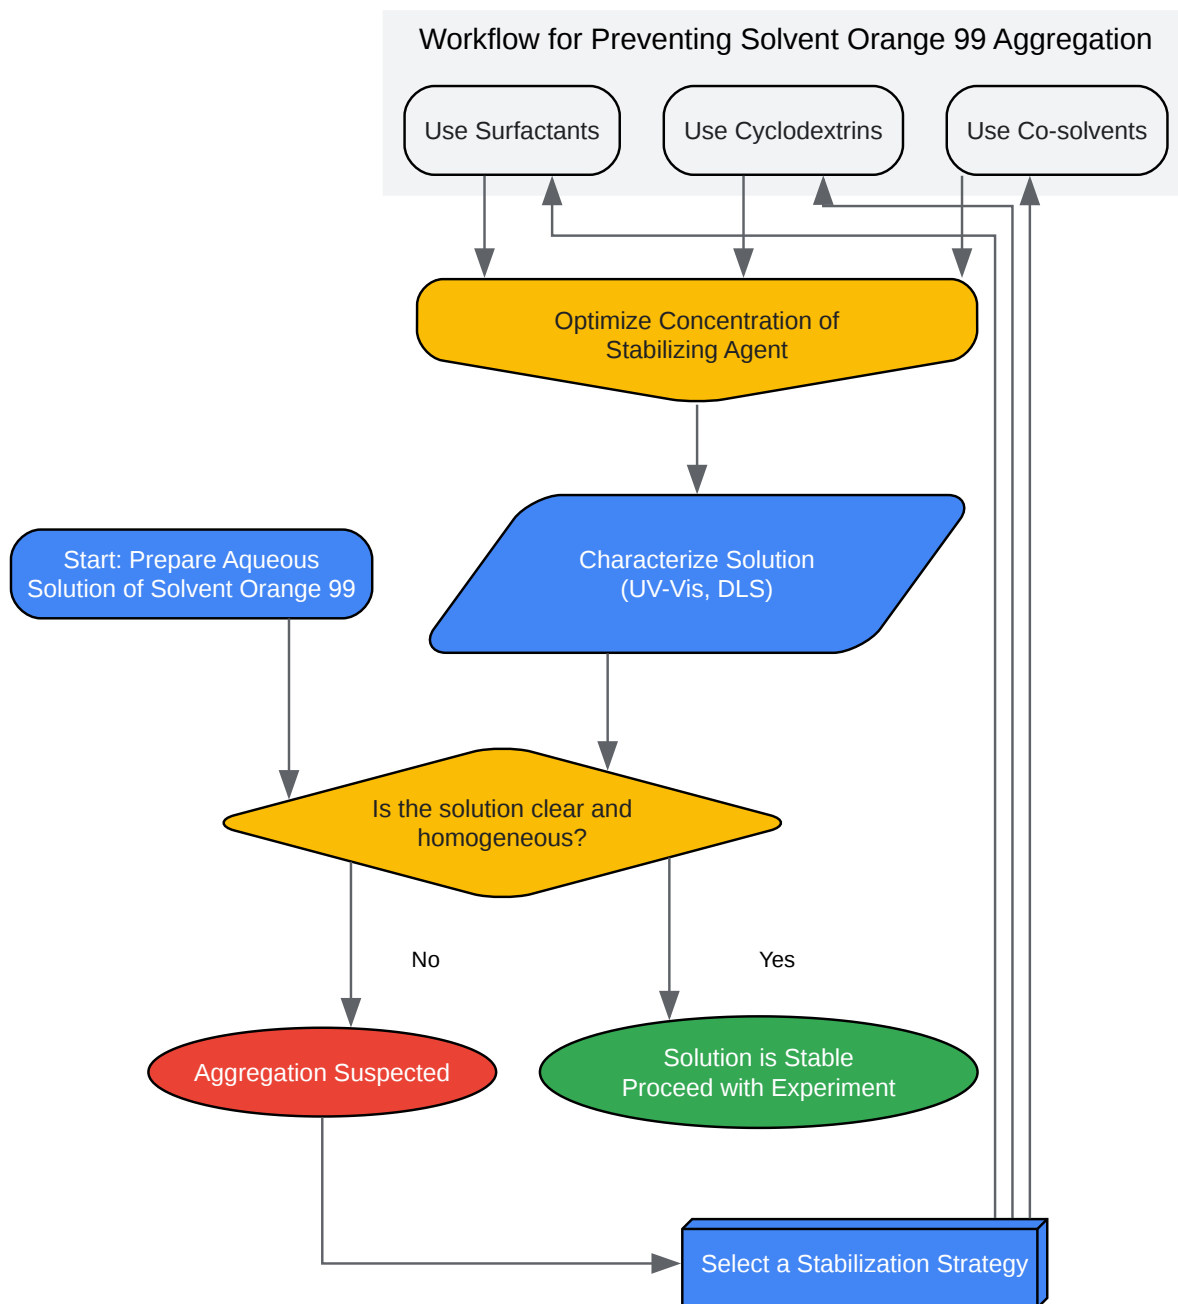 Workflow for Preventing Solvent Orange 99 Aggregation
Use Surfactants
Use Cyclodextrins
Use Co-solvents
Optimize Concentration of
Stabilizing Agent
Start: Prepare Aqueous
Solution of Solvent Orange 99
Characterize Solution
(UV-Vis, DLS)
Is the solution clear and
homogeneous?
No
Yes
Aggregation Suspected
Solution is Stable
Proceed with Experiment
Select a Stabilization Strategy